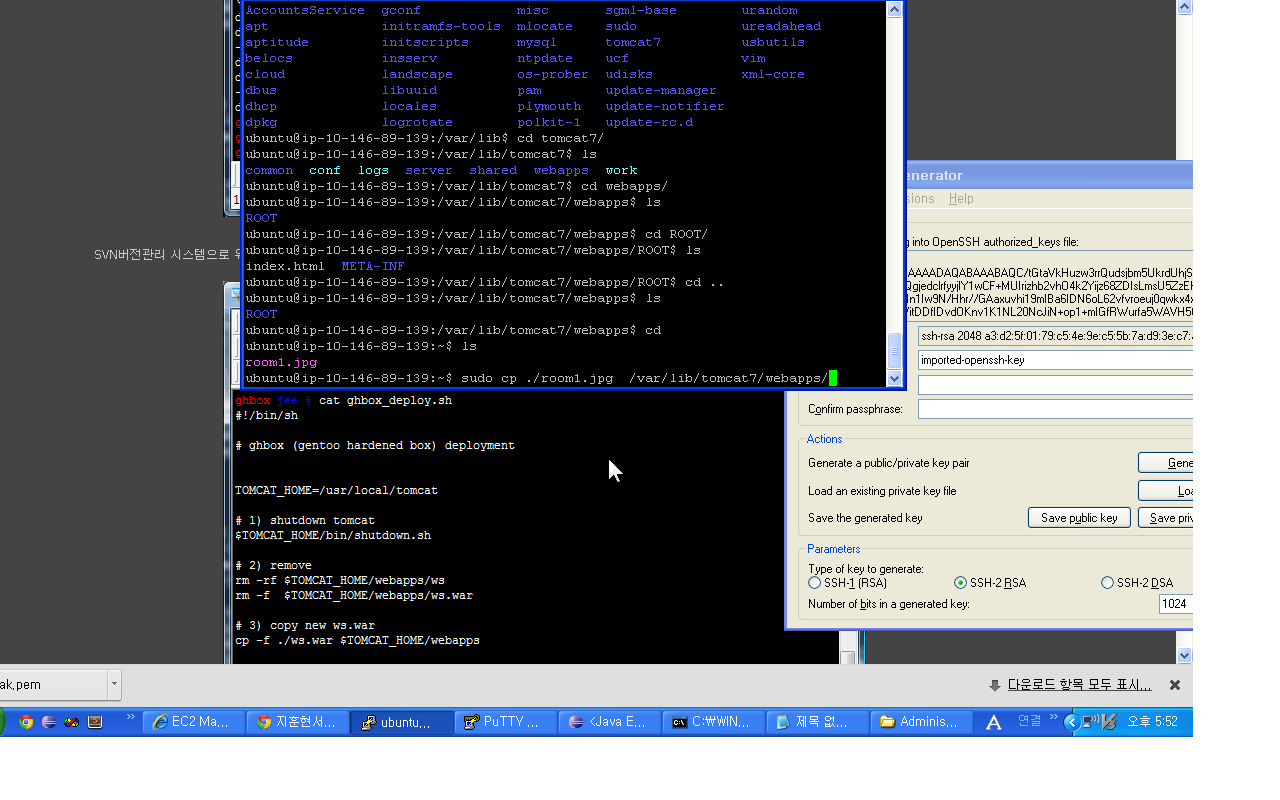 AccountsService gconf misc sgml-base urandom
apt initramfs-tools mlocate sudo ureadahead
aptitude initscripts mysql tomcat7 usbutils
belocs insserv ntpdate ucf vim
cloud landscape os-prober udisks xml-core
dbus libuuid pam update-manager
dhcp locales plymouth update-notifier
dpkg logrotate polkit-1 update-rc.d
ubuntu@ip-10-146-89-139:/var/lib$ cd tomcat7/
ubuntu@ip-10-146-89-139:/var/lib/tomcat7$ ls
common conf logs server shared webapps work
ubuntu@ip-10-146-89-139:/var/lib/tomcat7$ cd webapps/
ubuntu@ip-10-146-89-139:/var/lib/tomcat7/webapps$ ls
ROOT
ubuntu@ip-10-146-89-139:/var/lib/tomcat7/webapps$ cd ROOT/
ubuntu@ip-10-146-89-139:/var/lib/tomcat7/webapps/ROOT$ ls
index.html META-INF
ubuntu@ip-10-146-89-139:/var/lib/tomcat7/webapps/ROOT$ cd ..
ubuntu@ip-10-146-89-139:/var/lib/tomcat7/webapps$ ls
ROOT
ubuntu@ip-10-146-89-139:/var/lib/tomcat7/webapps$ cd
ubuntu@ip-10-146-89-139:~$ ls
room1.jpg
ubuntu@ip-10-146-89-139:~$ sudo cp ./room1.jpg /var/lib/tomcat7/webapps/
SVN버전관리 시스템으로
enerator
sions Help
g into OpenSSH authorized_keys file:
ssh-rsa 2048 a3:d2:5f:01:79:c5:4e:9e:c5:5b:7a:d9:3e:c7:
imported-openssh-key
Confirm passphrase:
Actions
Generate a public/private key pair
Gene
Load an existing private key file
Loa
Save the generated key
Save public key
Save priv
Parameters
Type of key to generate:
SSH-1 (RSA) SSH-2 RSA SSH-2 DSA
Number of bits in a generated key:
1024
ghbox jee # cat ghbox_deploy.sh
#!/bin/sh
# ghbox (gentoo hardened box) deployment
TOMCAT_HOME=/usr/local/tomcat
# 1) shutdown tomcat
$TOMCAT_HOME/bin/shutdown.sh
# 2) remove
rm -rf $TOMCAT_HOME/webapps/ws
rm -f $TOMCAT_HOME/webapps/ws.war
# 3) copy new ws.war
cp -f ./ws.war $TOMCAT_HOME/webapps
ak,pem
다운로드 항목 모두 표시...
EC2 Ma... 지훈현서... ubuntu... PuTTY ... <Java E... C:₩WIN... 제목 없... Adminis... A 연결 오후 5:52